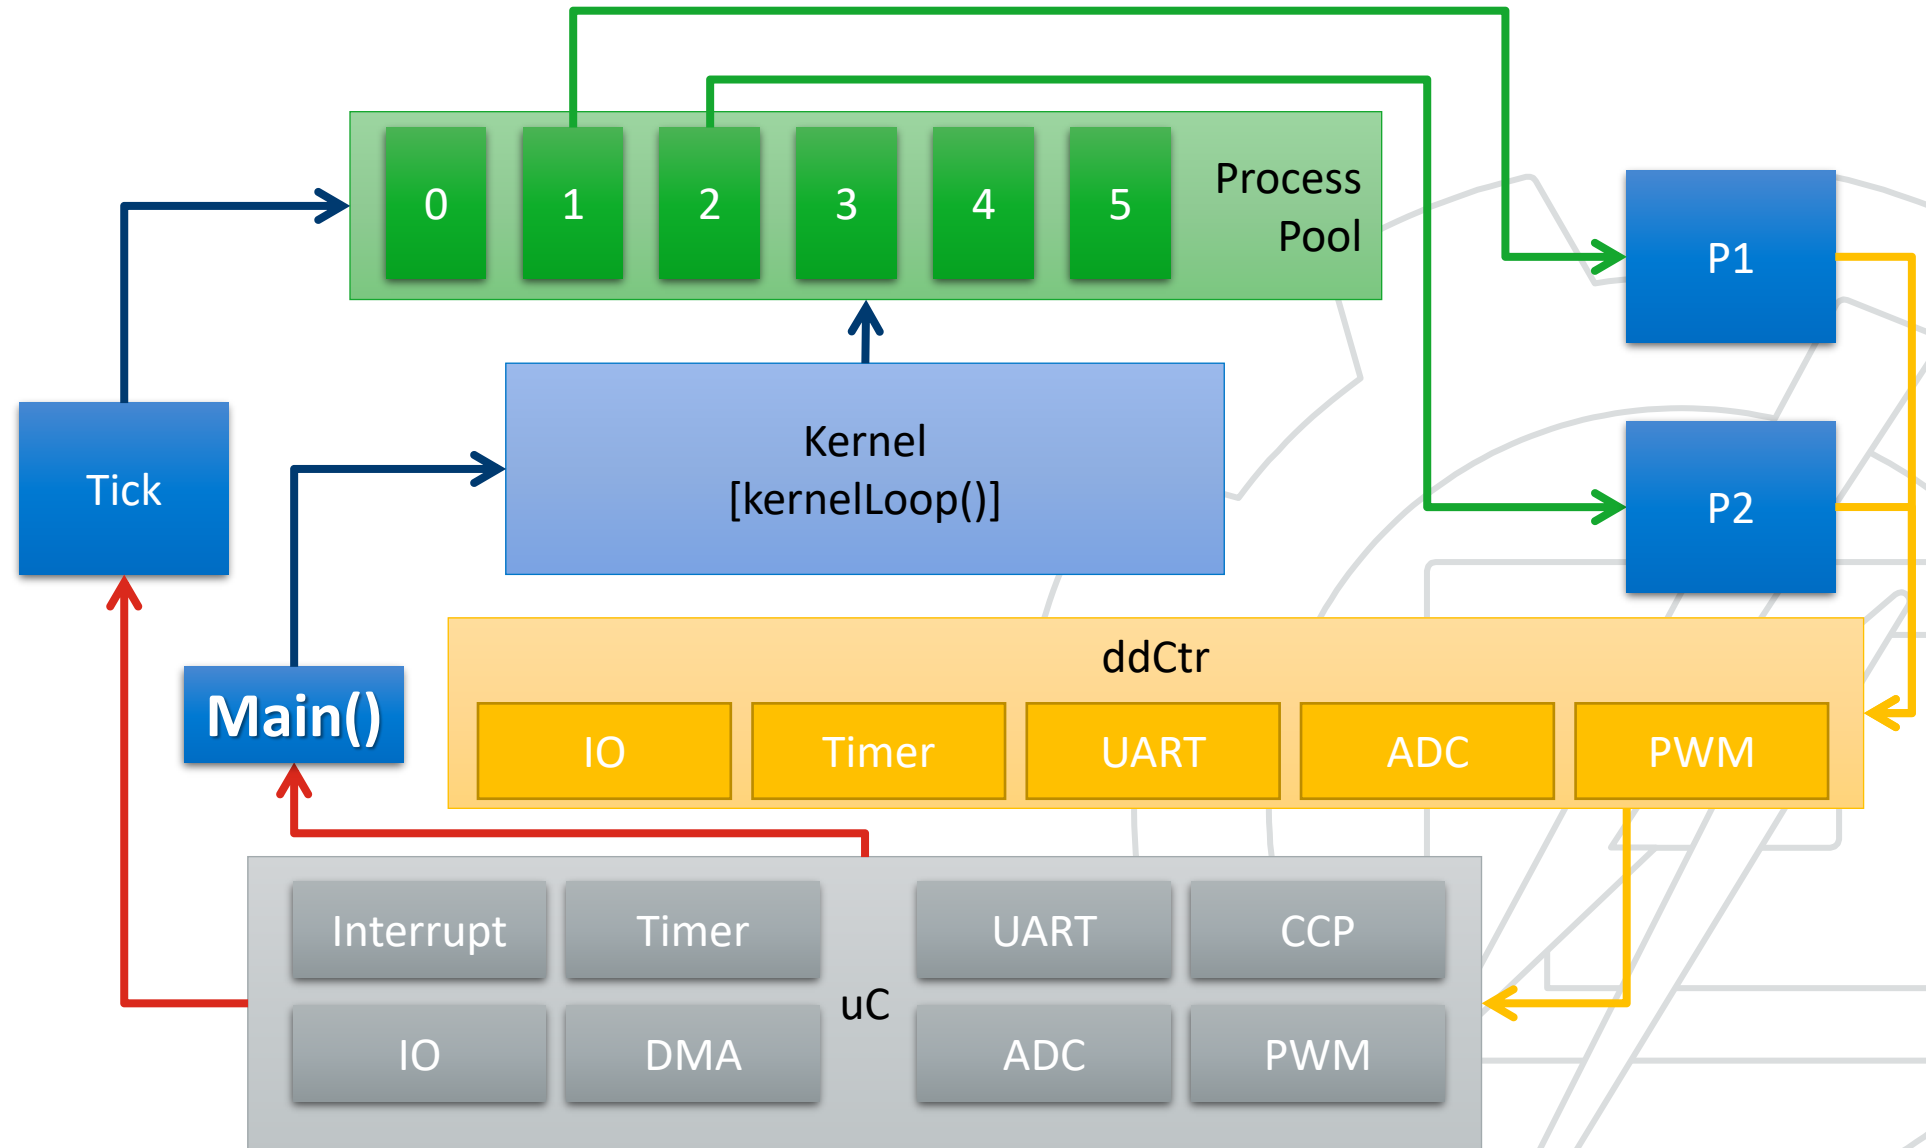 0
1
2
3
4
5
Process
Pool
P1
Kernel
[kernelLoop()]
Tick
P2
ddCtr
Main()
IO
Timer
UART
ADC
PWM
Interrupt
Timer
UART
CCP
uC
IO
DMA
ADC
PWM